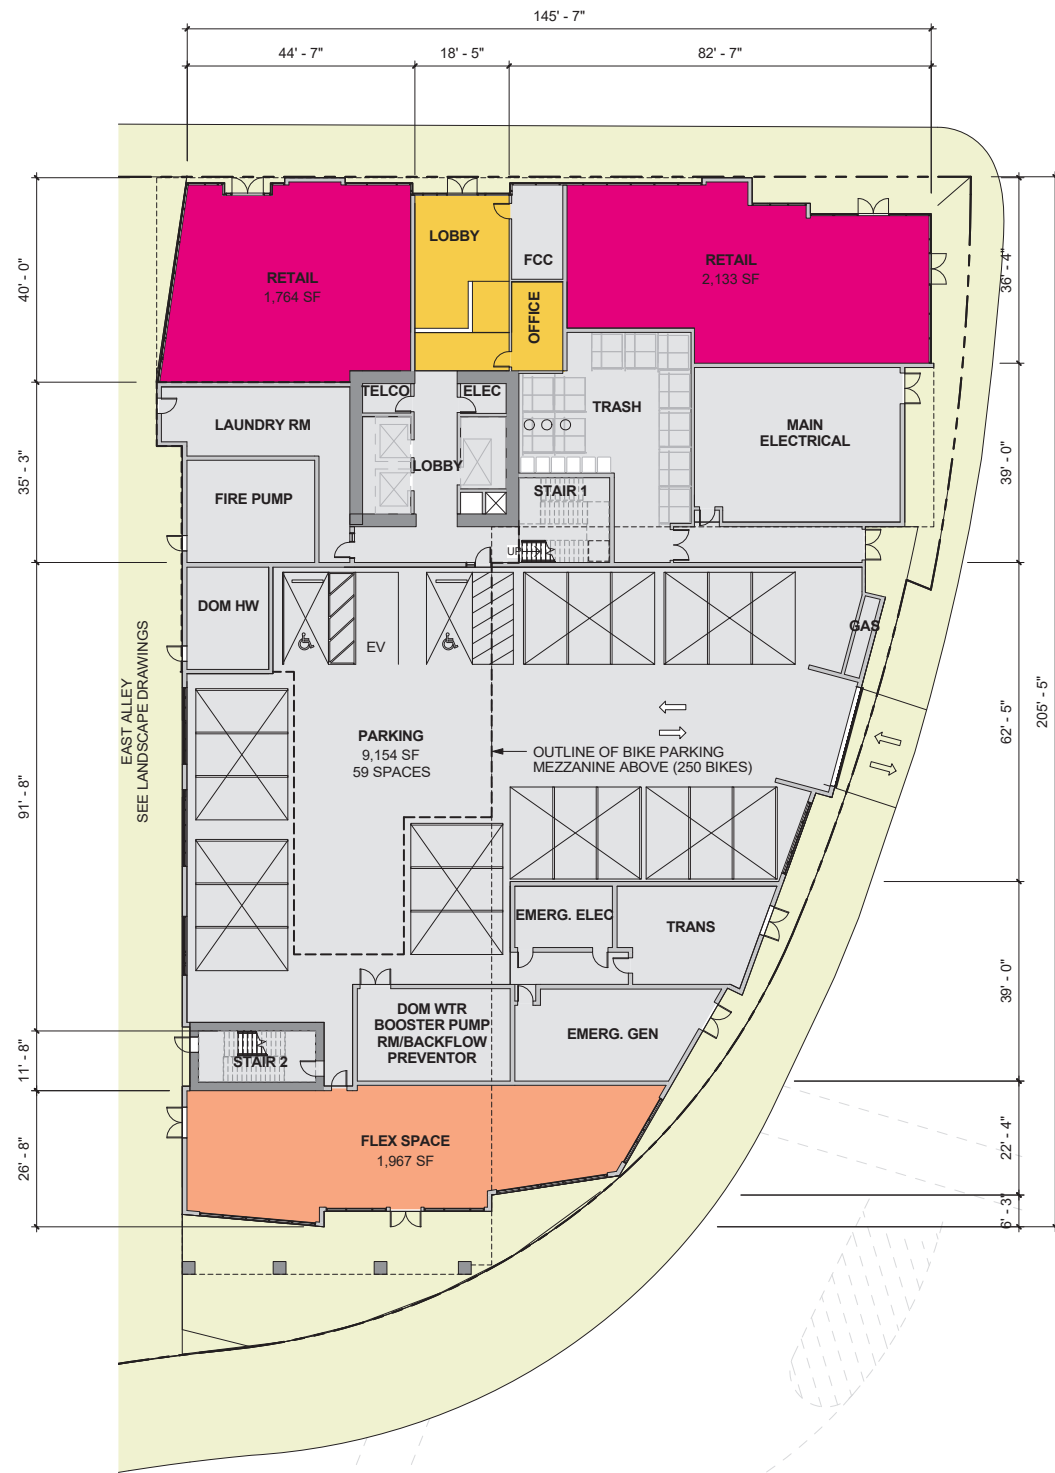 145' - 7"
44' - 7"
18' - 5"
82' - 7"
40' - 0"
35' - 3"
91' - 8"
11' - 8"
26' - 8"
36' - 4"
39' - 0"
62' - 5"
39' - 0"
22' - 4"
6' - 3"
205' - 5"
RETAIL
1,764 SF
LOBBY
FCC
OFFICE
RETAIL
2,133 SF
TELCO
ELEC
TRASH
MAIN
ELECTRICAL
LAUNDRY RM
LOBBY
FIRE PUMP
STAIR 1
UP
DOM HW
EV
GAS
EAST ALLEY
SEE LANDSCAPE DRAWINGS
PARKING
9,154 SF
59 SPACES
OUTLINE OF BIKE PARKING
MEZZANINE ABOVE (250 BIKES)
EMERG. ELEC
TRANS
DOM WTR
BOOSTER PUMP
RM/BACKFLOW
PREVENTOR
EMERG. GEN
STAIR 2
FLEX SPACE
1,967 SF